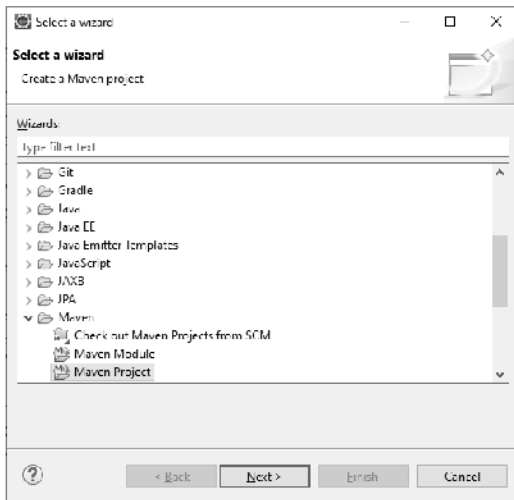 Select a wizard
Select a wizard
Create a Maven project
Wizards:
type filter text
Git
Gradle
Java
Java EE
Java Emitter Templates
JavaScript
JAXB
JPA
Maven
Check out Maven Projects from SCM
Maven Module
Maven Project
? < Back Next > Finish Cancel